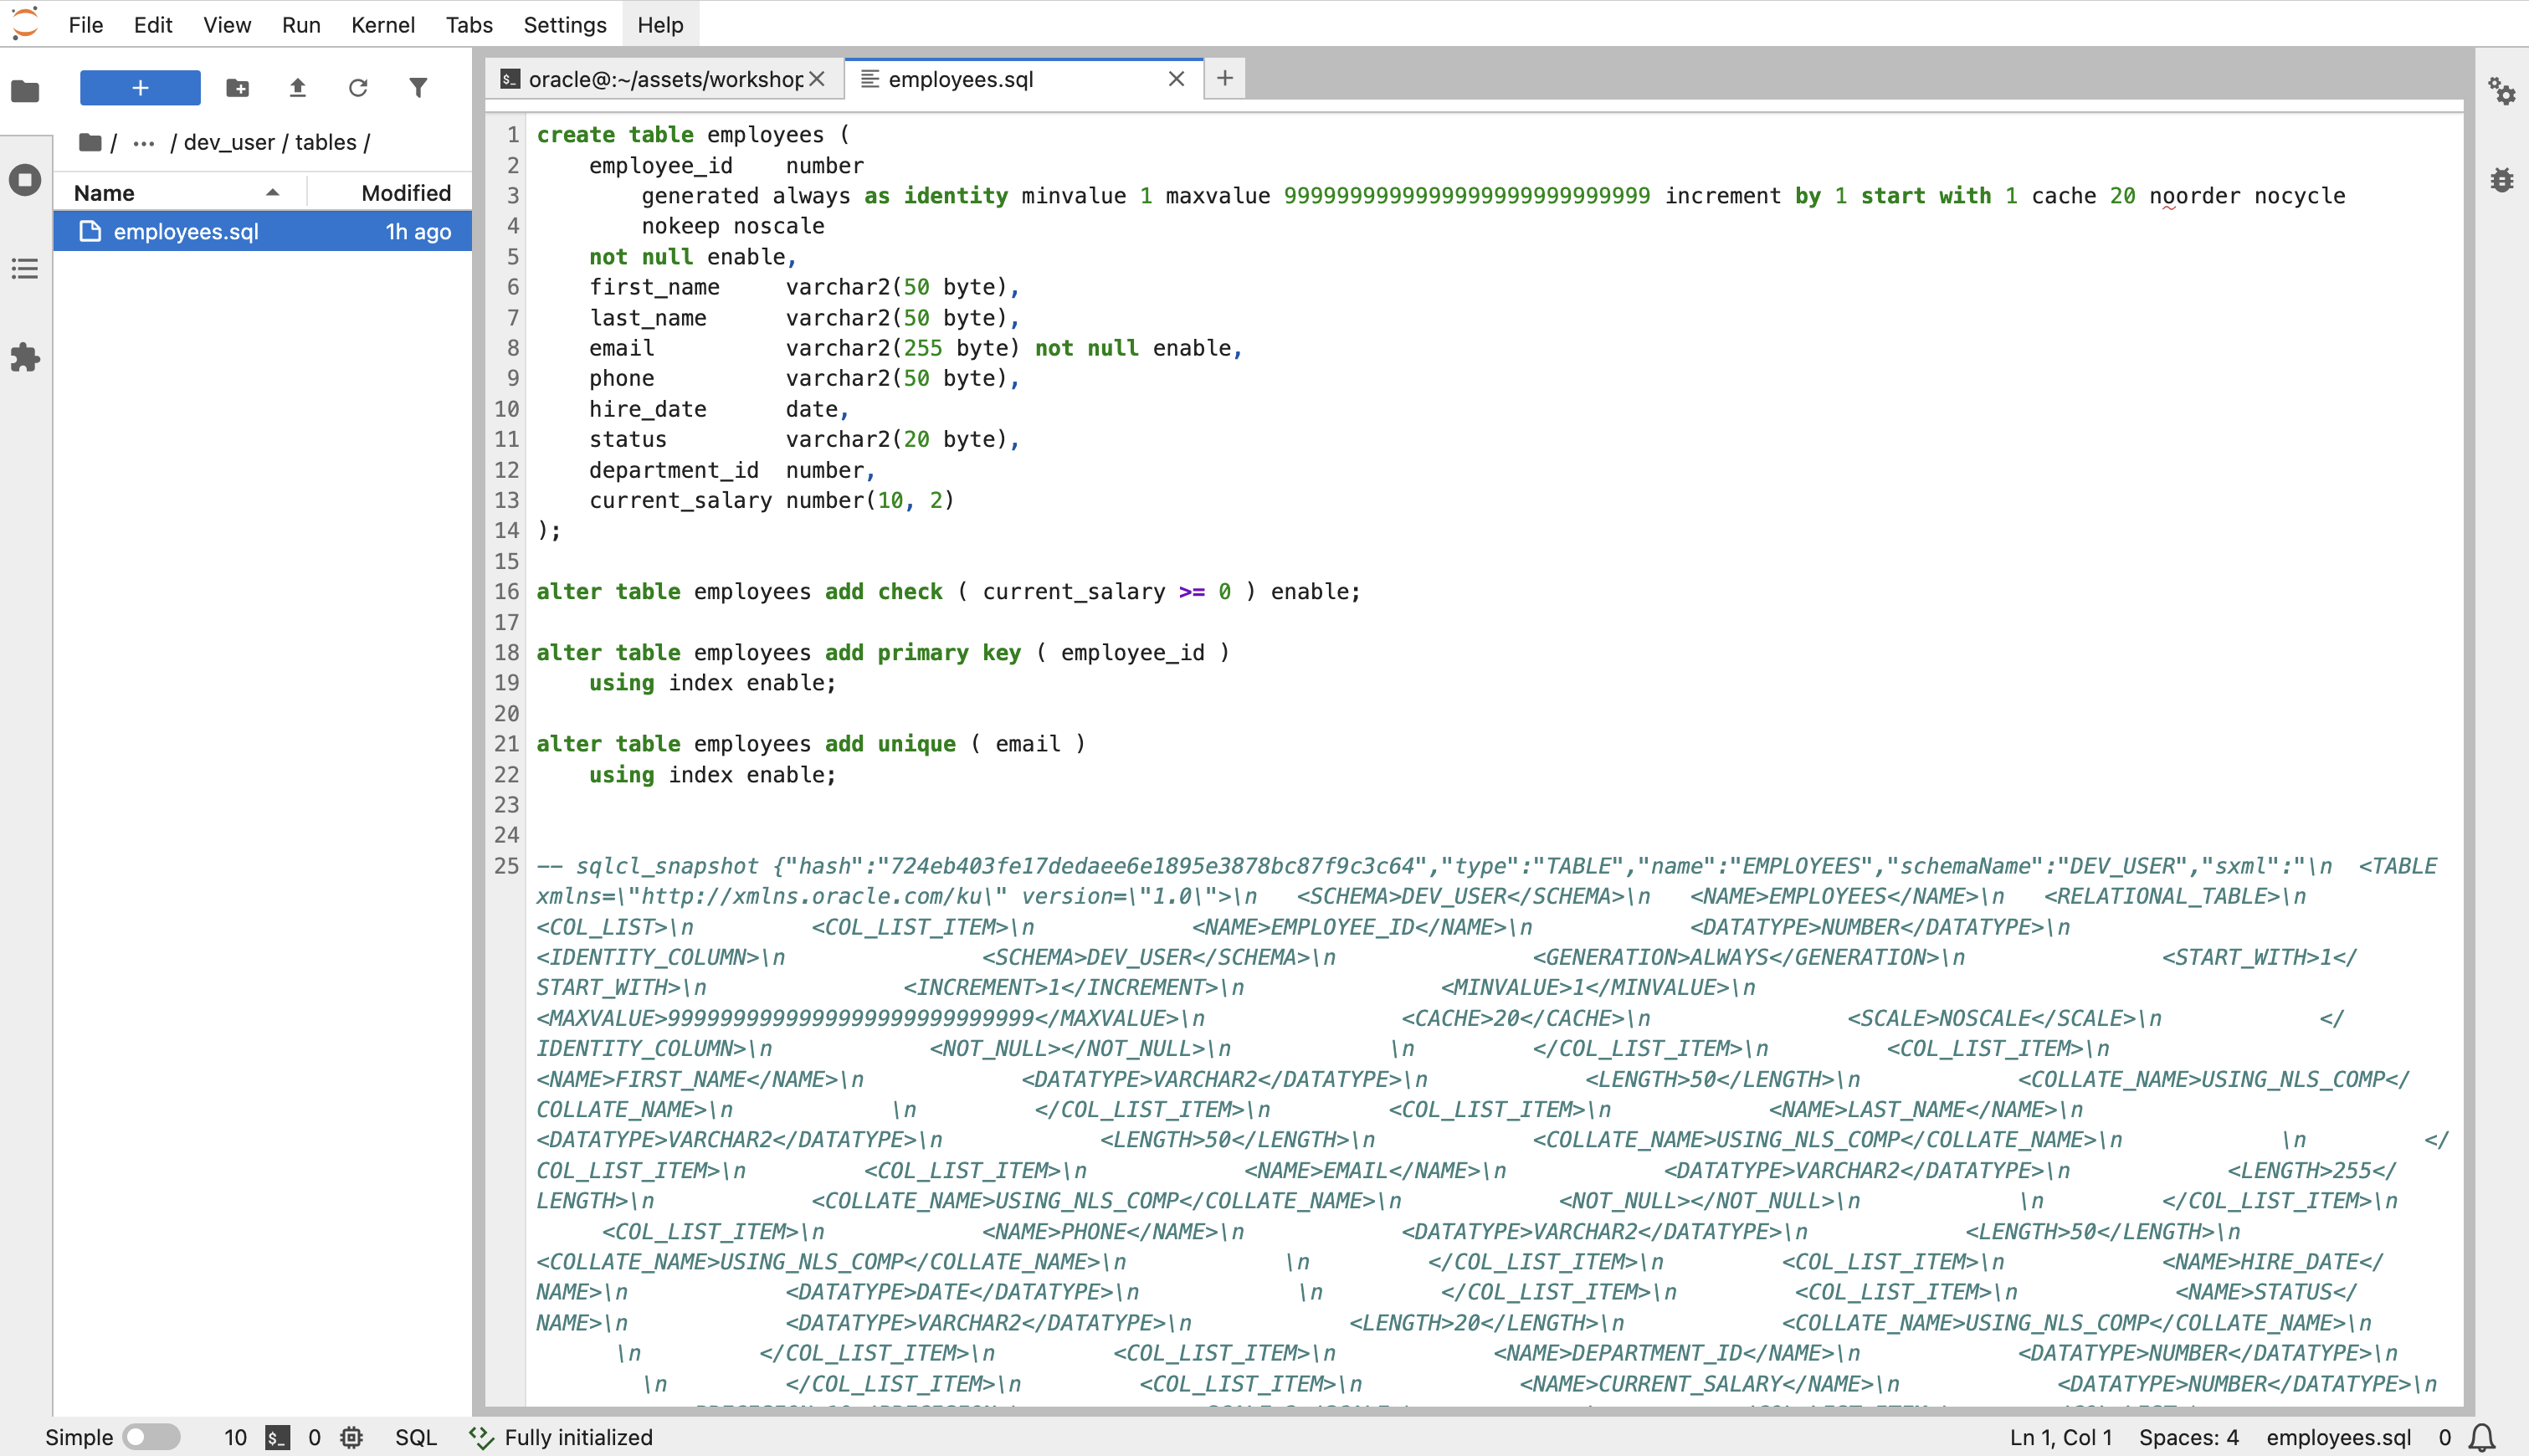 File Edit View Run Kernel Tabs Settings Help
+
/ ... / dev_user / tables /
Name Modified
employees.sql 1h ago
oracle@:~/assets/workshop
employees.sql
1 create table employees (
2 employee_id    number
3 generated always as identity minvalue 1 maxvalue 9999999999999999999999999999 increment by 1 start with 1 cache 20 noorder nocycle
4 nokeep noscale
5 not null enable,
6 first_name     varchar2(50 byte),
7 last_name      varchar2(50 byte),
8 email          varchar2(255 byte) not null enable,
9 phone          varchar2(50 byte),
10 hire_date      date,
11 status         varchar2(20 byte),
12 department_id  number,
13 current_salary number(10, 2)
14 );
15
16 alter table employees add check ( current_salary >= 0 ) enable;
17
18 alter table employees add primary key ( employee_id )
19 using index enable;
20
21 alter table employees add unique ( email )
22 using index enable;
23
24
25 -- sqlcl_snapshot {"hash":"724eb403fe17dedaee6e1895e3878bc87f9c3c64","type":"TABLE","name":"EMPLOYEES","schemaName":"DEV_USER","sxml":"\n  <TABLE
xmlns=\"http://xmlns.oracle.com/ku\" version=\"1.0\">\n   <SCHEMA>DEV_USER</SCHEMA>\n   <NAME>EMPLOYEES</NAME>\n   <RELATIONAL_TABLE>\n
<COL_LIST>\n         <COL_LIST_ITEM>\n            <NAME>EMPLOYEE_ID</NAME>\n            <DATATYPE>NUMBER</DATATYPE>\n
<IDENTITY_COLUMN>\n               <SCHEMA>DEV_USER</SCHEMA>\n               <GENERATION>ALWAYS</GENERATION>\n               <START_WITH>1</
START_WITH>\n               <INCREMENT>1</INCREMENT>\n               <MINVALUE>1</MINVALUE>\n
<MAXVALUE>9999999999999999999999999999</MAXVALUE>\n               <CACHE>20</CACHE>\n               <SCALE>NOSCALE</SCALE>\n            </
IDENTITY_COLUMN>\n            <NOT_NULL></NOT_NULL>\n            \n         </COL_LIST_ITEM>\n         <COL_LIST_ITEM>\n
<NAME>FIRST_NAME</NAME>\n            <DATATYPE>VARCHAR2</DATATYPE>\n            <LENGTH>50</LENGTH>\n            <COLLATE_NAME>USING_NLS_COMP</
COLLATE_NAME>\n            \n         </COL_LIST_ITEM>\n         <COL_LIST_ITEM>\n            <NAME>LAST_NAME</NAME>\n
<DATATYPE>VARCHAR2</DATATYPE>\n            <LENGTH>50</LENGTH>\n            <COLLATE_NAME>USING_NLS_COMP</COLLATE_NAME>\n            \n         </
COL_LIST_ITEM>\n         <COL_LIST_ITEM>\n            <NAME>EMAIL</NAME>\n            <DATATYPE>VARCHAR2</DATATYPE>\n            <LENGTH>255</
LENGTH>\n            <COLLATE_NAME>USING_NLS_COMP</COLLATE_NAME>\n            <NOT_NULL></NOT_NULL>\n            \n         </COL_LIST_ITEM>\n
<COL_LIST_ITEM>\n            <NAME>PHONE</NAME>\n            <DATATYPE>VARCHAR2</DATATYPE>\n            <LENGTH>50</LENGTH>\n
<COLLATE_NAME>USING_NLS_COMP</COLLATE_NAME>\n            \n         </COL_LIST_ITEM>\n         <COL_LIST_ITEM>\n            <NAME>HIRE_DATE</
NAME>\n            <DATATYPE>DATE</DATATYPE>\n            \n         </COL_LIST_ITEM>\n         <COL_LIST_ITEM>\n            <NAME>STATUS</
NAME>\n            <DATATYPE>VARCHAR2</DATATYPE>\n            <LENGTH>20</LENGTH>\n            <COLLATE_NAME>USING_NLS_COMP</COLLATE_NAME>\n
\n         </COL_LIST_ITEM>\n         <COL_LIST_ITEM>\n            <NAME>DEPARTMENT_ID</NAME>\n            <DATATYPE>NUMBER</DATATYPE>\n
\n         </COL_LIST_ITEM>\n         <COL_LIST_ITEM>\n            <NAME>CURRENT_SALARY</NAME>\n            <DATATYPE>NUMBER</DATATYPE>\n
Simple 10 0 SQL Fully initialized Ln 1, Col 1 Spaces: 4 employees.sql 0